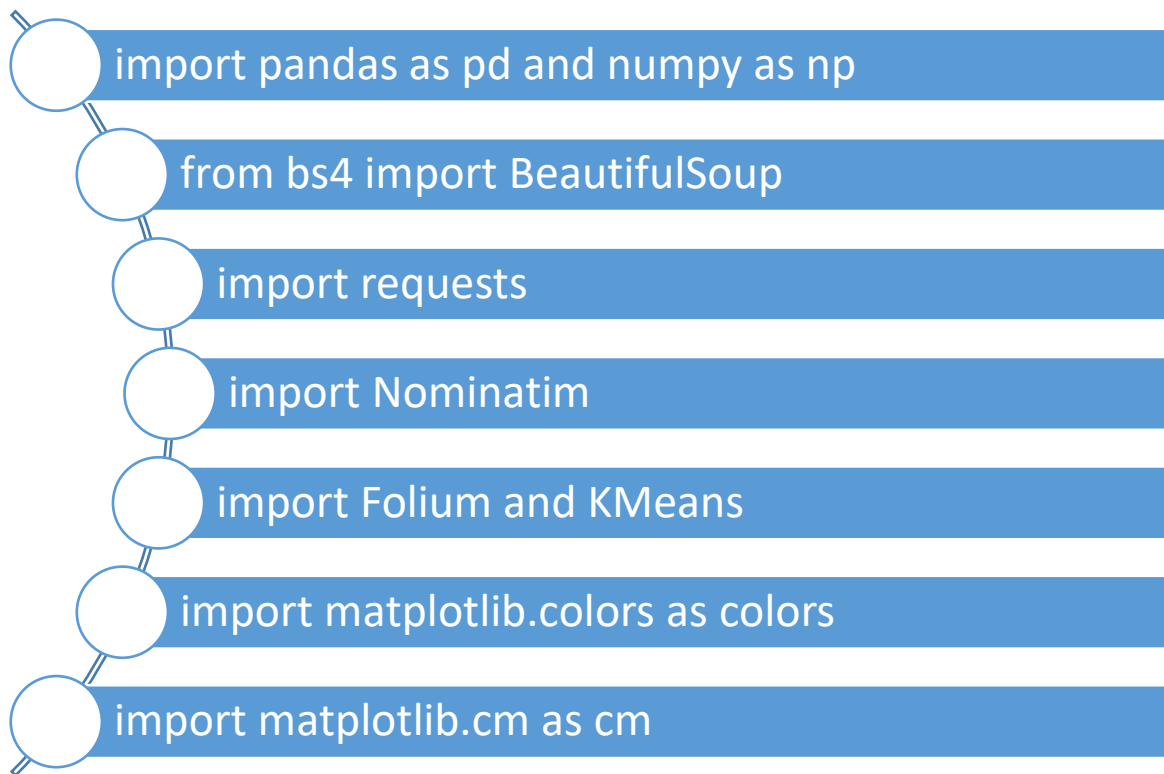 import pandas as pd and numpy as np
from bs4 import BeautifulSoup
import requests
import Nominatim
import Folium and KMeans
import matplotlib.colors as colors
import matplotlib.cm as cm